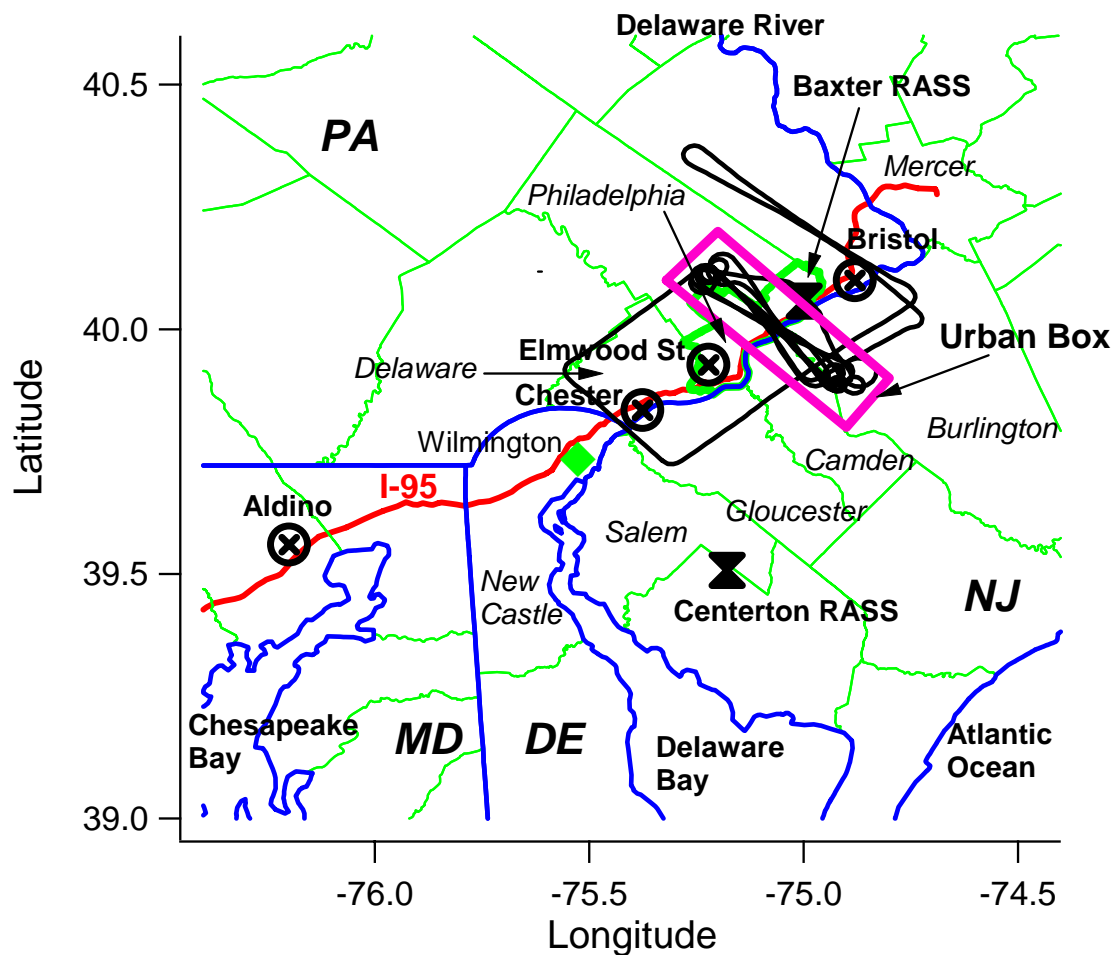 Delaware River
40.5
Baxter RASS
PA
Mercer
Philadelphia
Bristol
40.0
Urban Box
Elmwood St.
Delaware
Chester
Burlington
Wilmington
Camden
Latitude
I-95
Aldino
Gloucester
Salem
39.5
New
Castle
NJ
Centerton RASS
Chesapeake
Bay
MD
DE
Delaware
Bay
Atlantic
Ocean
39.0
-76.0
-75.5
-75.0
-74.5
Longitude